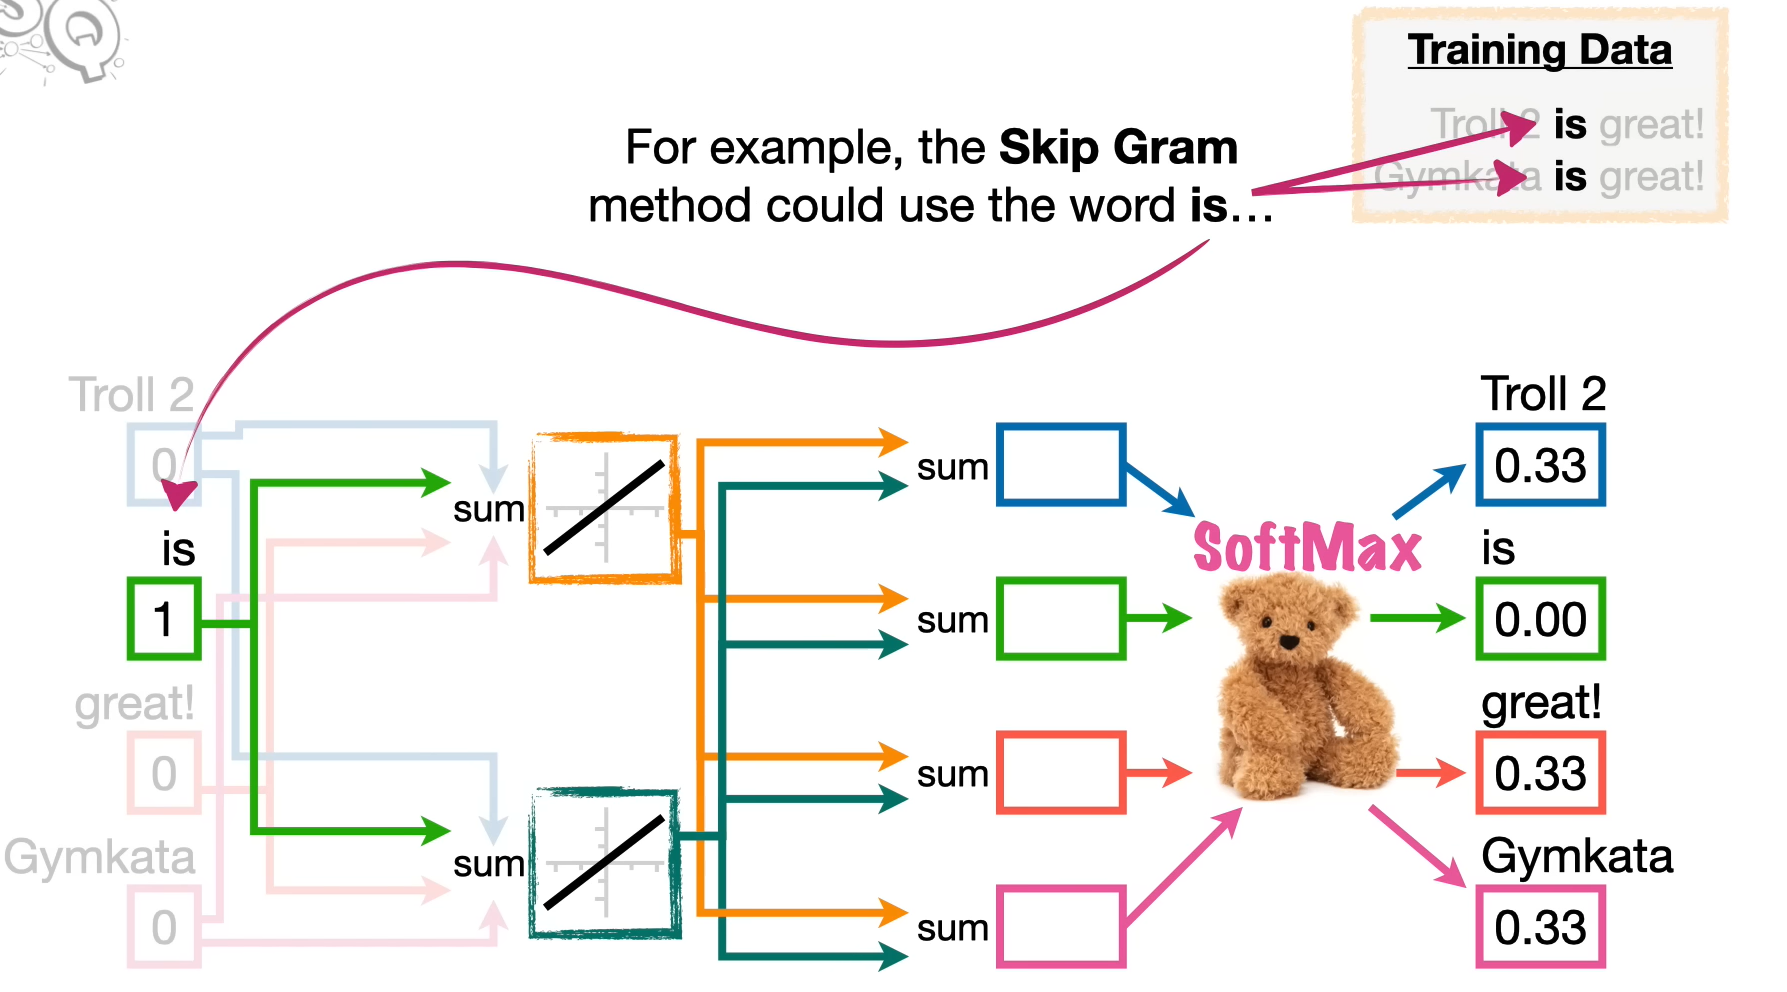 SQ
Training Data
Troll 2 is great!
Gymkata is great!
For example, the Skip Gram
method could use the word is...
Troll 2
0
is
1
great!
0
Gymkata
0
sum
sum
sum
sum
sum
sum
SoftMax
Troll 2
0.33
is
0.00
great!
0.33
Gymkata
0.33